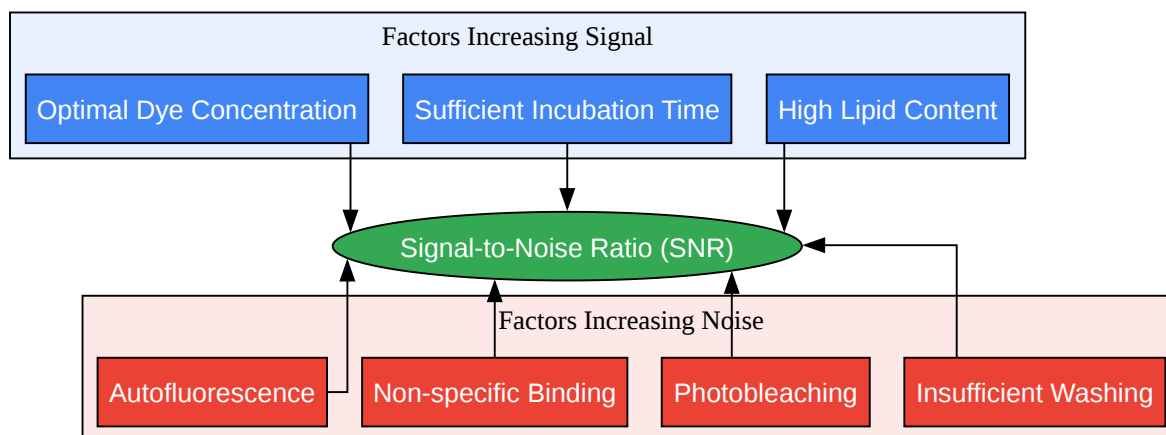 Factors Increasing Signal
Optimal Dye Concentration
Sufficient Incubation Time
High Lipid Content
Signal-to-Noise Ratio (SNR)
Factors Increasing Noise
Autofluorescence
Non-specific Binding
Photobleaching
Insufficient Washing